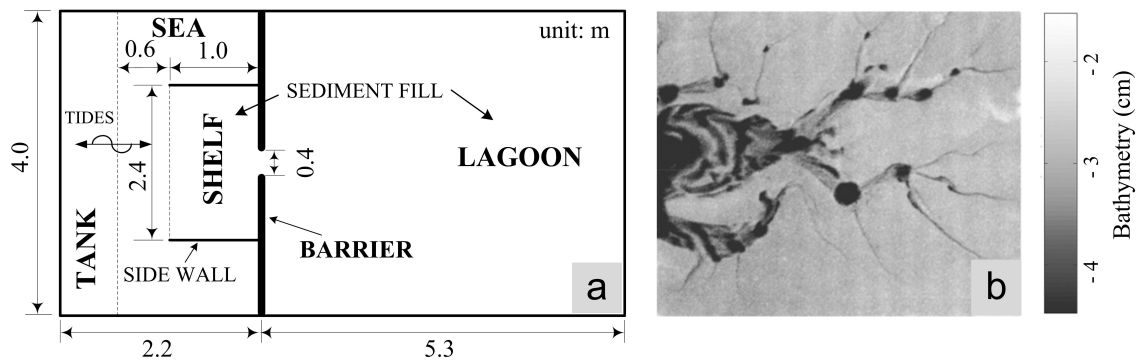 SEA
unit: m
0.6
1.0
SEDIMENT FILL
TIDES
4.0
2.4
SHELF
0.4
LAGOON
TANK
BARRIER
SIDE WALL
a
2.2
5.3
b
- 2
- 3
- 4
Bathymetry (cm)